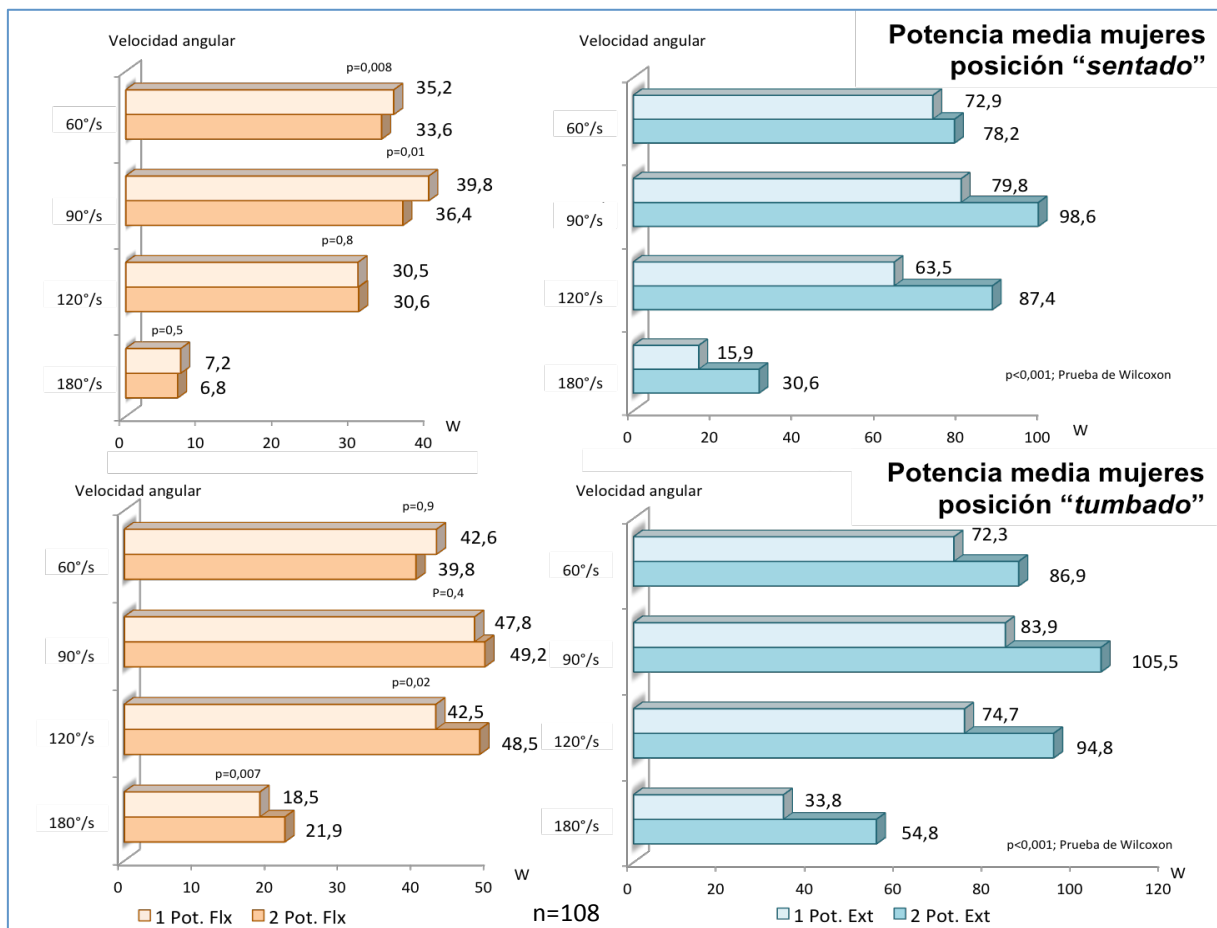 Potencia media mujeres
posición “sentado”
Velocidad angular
p=0,008
60°/s
35,2
33,6
p=0,01
90°/s
39,8
36,4
p=0,8
120°/s
30,5
30,6
p=0,5
180°/s
7,2
6,8
0 10 20 30 40 W
Velocidad angular
60°/s
72,9
78,2
90°/s
79,8
98,6
120°/s
63,5
87,4
180°/s
15,9
30,6
p<0,001; Prueba de Wilcoxon
0 20 40 60 80 100 W
Potencia media mujeres
posición “tumbado”
Velocidad angular
p=0,9
60°/s
42,6
39,8
P=0,4
90°/s
47,8
49,2
p=0,02
120°/s
42,5
48,5
p=0,007
180°/s
18,5
21,9
0 10 20 30 40 50 W
1 Pot. Flx 2 Pot. Flx
Velocidad angular
60°/s
72,3
86,9
90°/s
83,9
105,5
120°/s
74,7
94,8
180°/s
33,8
54,8
p<0,001; Prueba de Wilcoxon
0 20 40 60 80 100 120 W
1 Pot. Ext 2 Pot. Ext
n=108